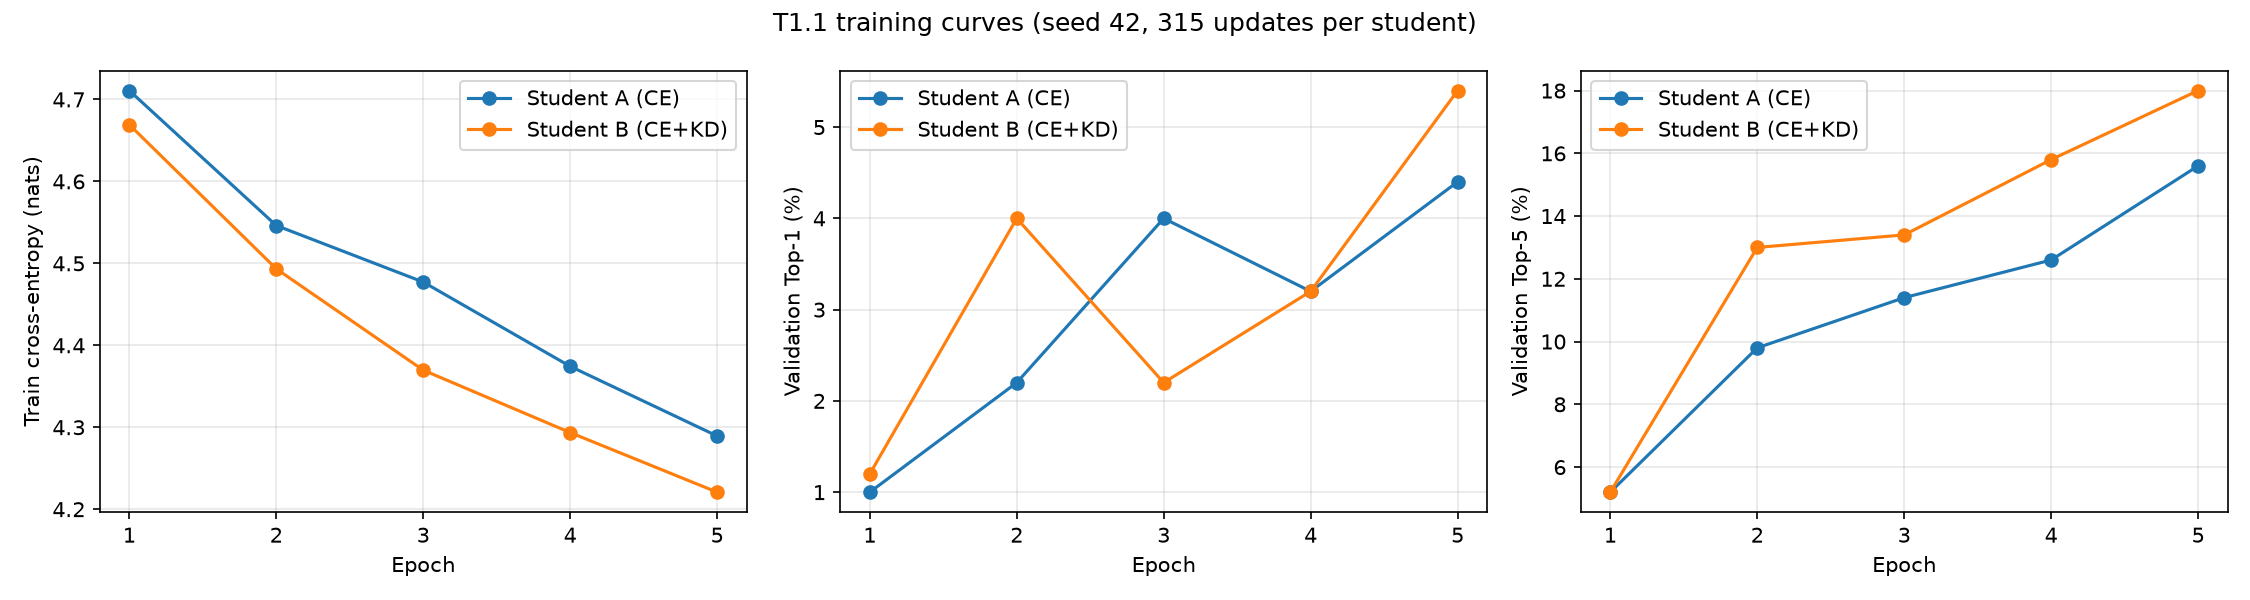 T1.1 training curves (seed 42, 315 updates per student)
Train cross-entropy (nats)
4.7
4.6
4.5
4.4
4.3
4.2
Student A (CE)
Student B (CE+KD)
1 2 3 4 5
Epoch
Validation Top-1 (%)
5
4
3
2
1
Student A (CE)
Student B (CE+KD)
1 2 3 4 5
Epoch
Validation Top-5 (%)
18
16
14
12
10
8
6
Student A (CE)
Student B (CE+KD)
1 2 3 4 5
Epoch